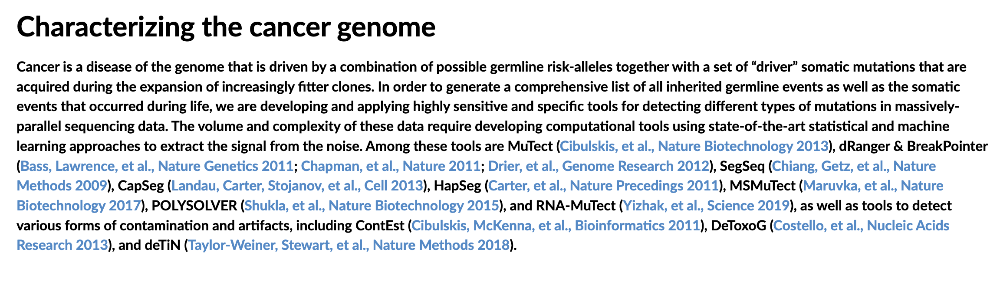 Characterizing the cancer genome
Cancer is a disease of the genome that is driven by a combination of possible germline risk-alleles together with a set of “driver” somatic mutations that are
acquired during the expansion of increasingly fitter clones. In order to generate a comprehensive list of all inherited germline events as well as the somatic
events that occurred during life, we are developing and applying highly sensitive and specific tools for detecting different types of mutations in massively-
parallel sequencing data. The volume and complexity of these data require developing computational tools using state-of-the-art statistical and machine
learning approaches to extract the signal from the noise. Among these tools are MuTect (Cibulskis, et al., Nature Biotechnology 2013), dRanger & BreakPointer
(Bass, Lawrence, et al., Nature Genetics 2011; Chapman, et al., Nature 2011; Drier, et al., Genome Research 2012), SegSeq (Chiang, Getz, et al., Nature
Methods 2009), CapSeg (Landau, Carter, Stojanov, et al., Cell 2013), HapSeg (Carter, et al., Nature Precedings 2011), MSMuTect (Maruvka, et al., Nature
Biotechnology 2017), POLYSOLVER (Shukla, et al., Nature Biotechnology 2015), and RNA-MuTect (Yizhak, et al., Science 2019), as well as tools to detect
various forms of contamination and artifacts, including ContEst (Cibulskis, McKenna, et al., Bioinformatics 2011), DeToxoG (Costello, et al., Nucleic Acids
Research 2013), and deTiN (Taylor-Weiner, Stewart, et al., Nature Methods 2018).